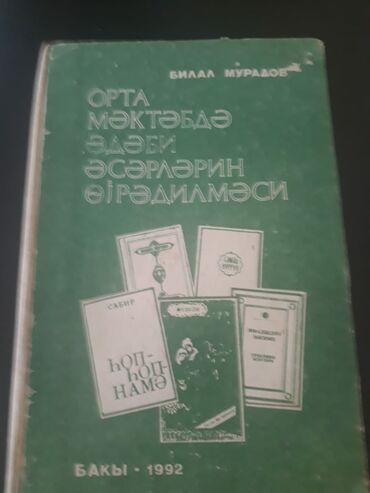 БИЛАЛ МУРАДОВ
ОРТА
МӘКТӘБДӘ
ӘДӘБИ
ӘСӘРЛӘРИН
ӨЈРӘДИЛМӘСИ
САБИР
ҺОП-
ҺОП-
НАМӘ
БАКЫ · 1992